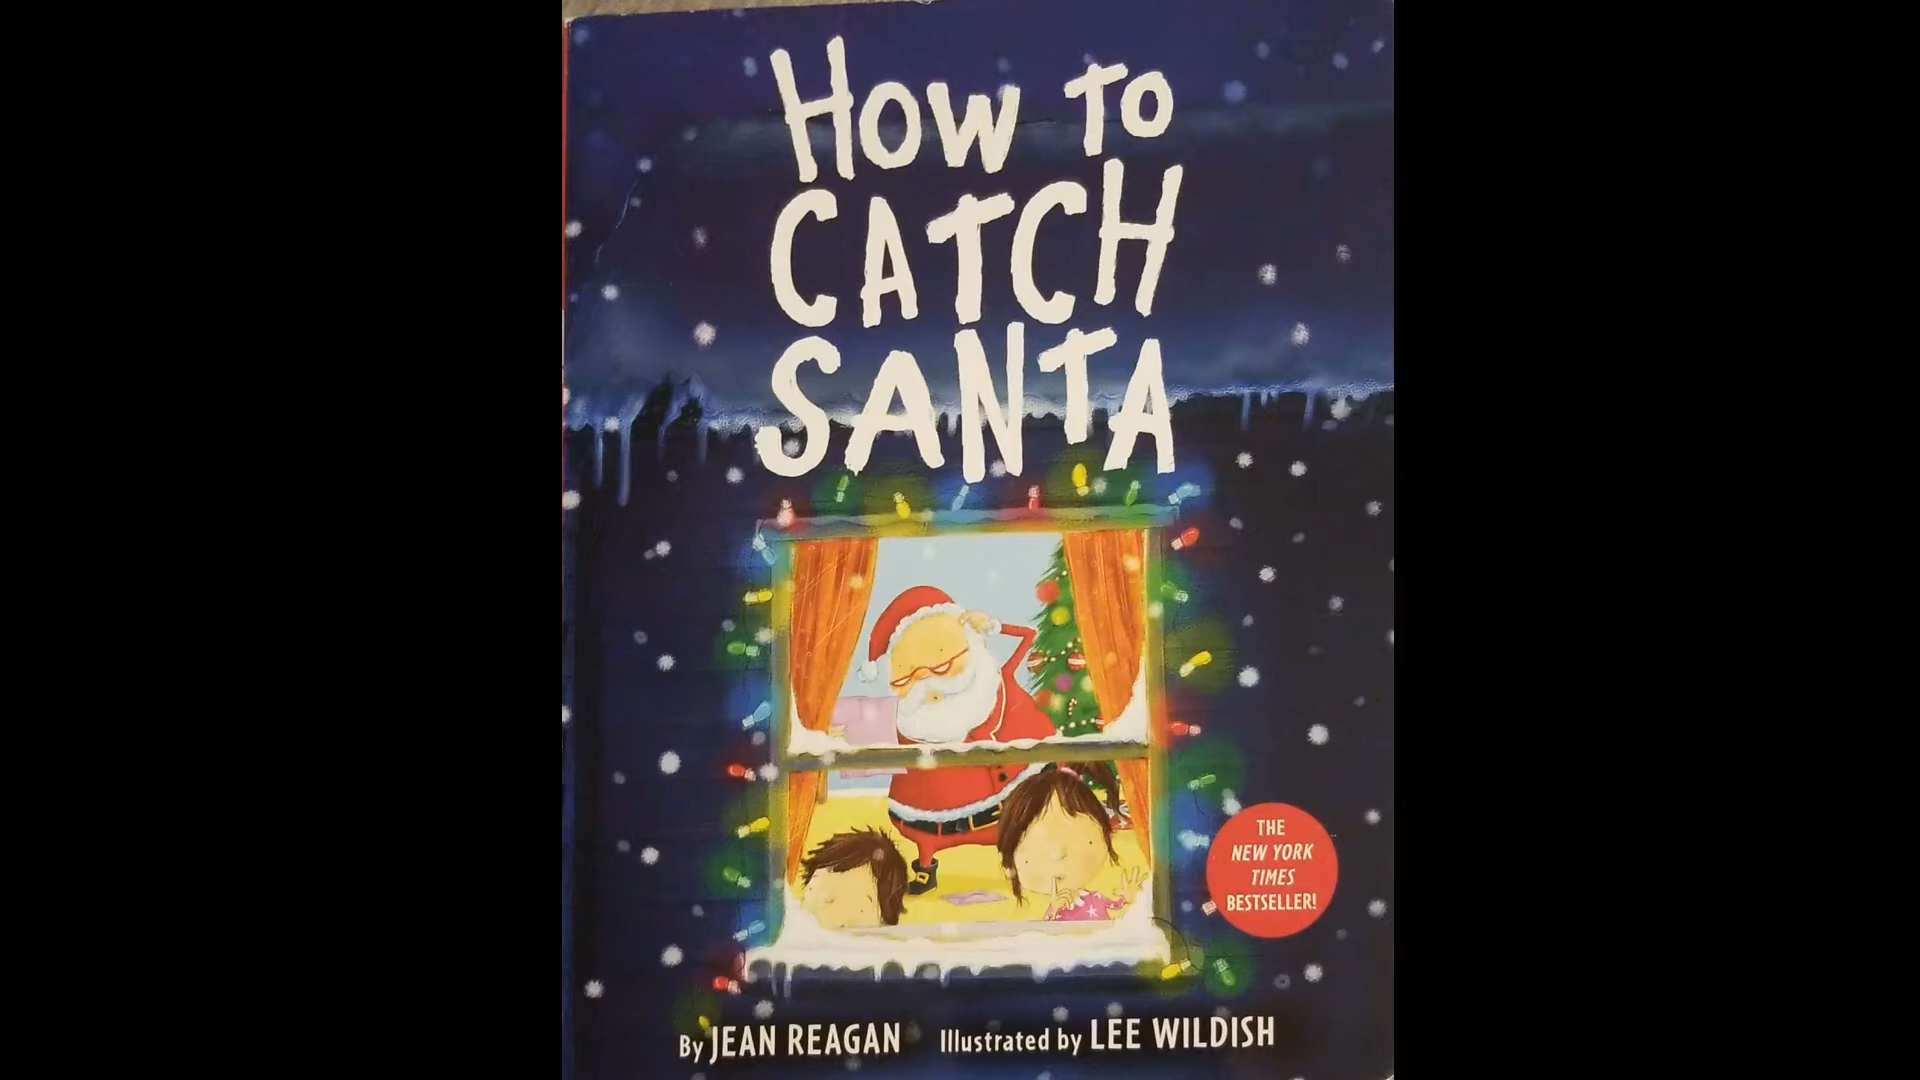 How to
CATCH
SANTA
THE
NEW YORK
TIMES
BESTSELLER!
By JEAN REAGAN Illustrated by LEE WILDISH